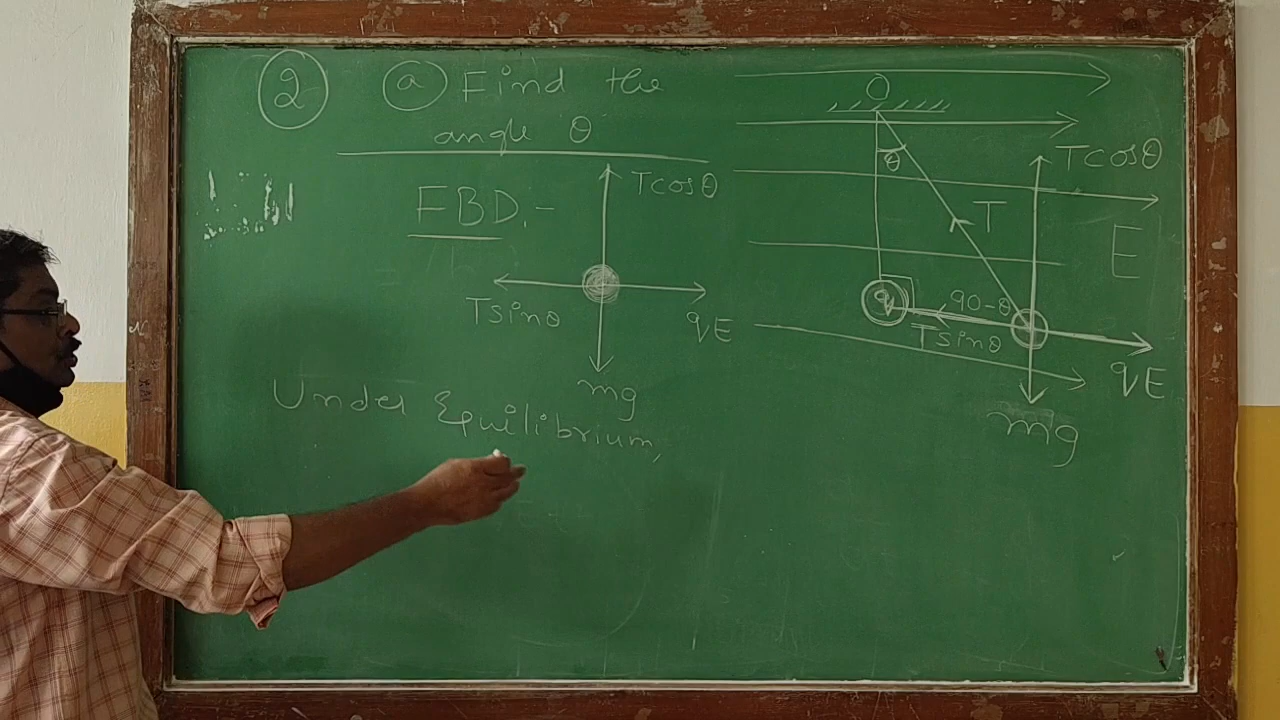 2 a Find the
angle θ
FBD:-
Tcosθ
Tsinθ
qE
mg
Under Equilibrium,
O
θ
Tcosθ
T
E
q
90-θ
Tsinθ
qE
mg